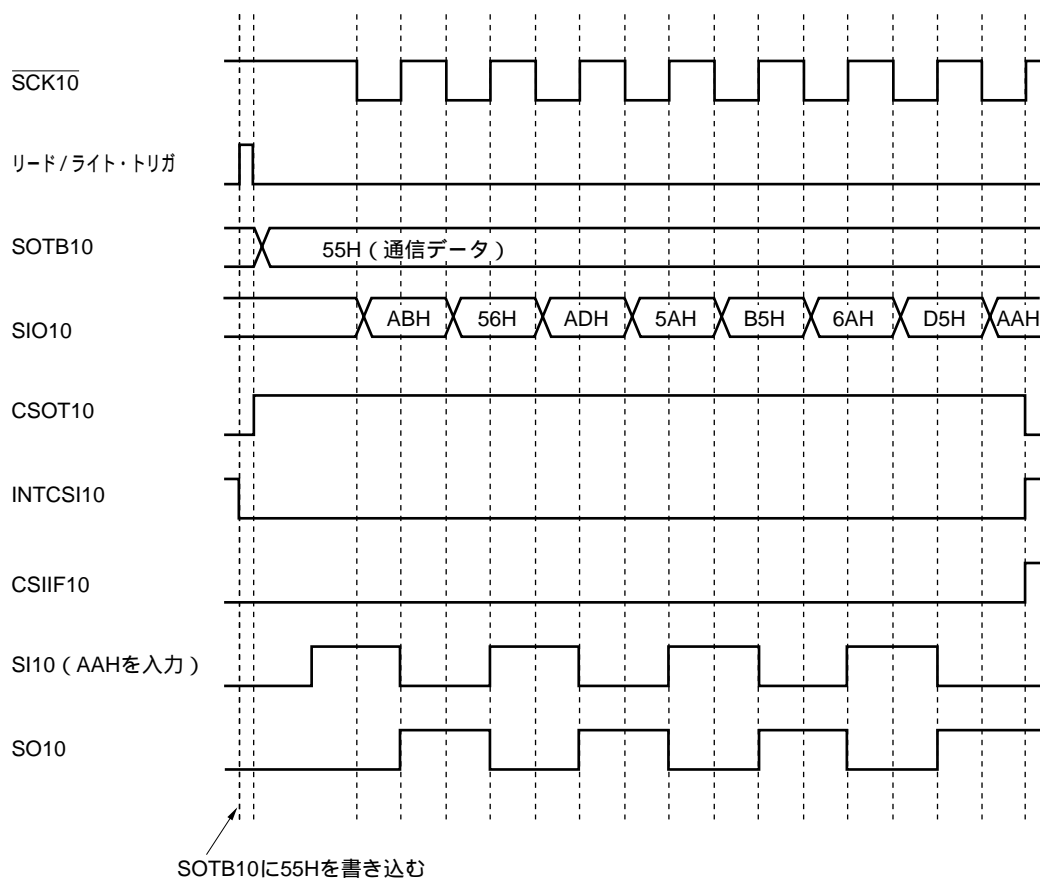 SCK10
リード/ライト・トリガ
SOTB10
55H(通信データ)
SIO10
ABH 56H ADH 5AH B5H 6AH D5H AAH
CSOT10
INTCSI10
CSIIF10
SI10(AAHを入力)
SO10
SOTB10に55Hを書き込む